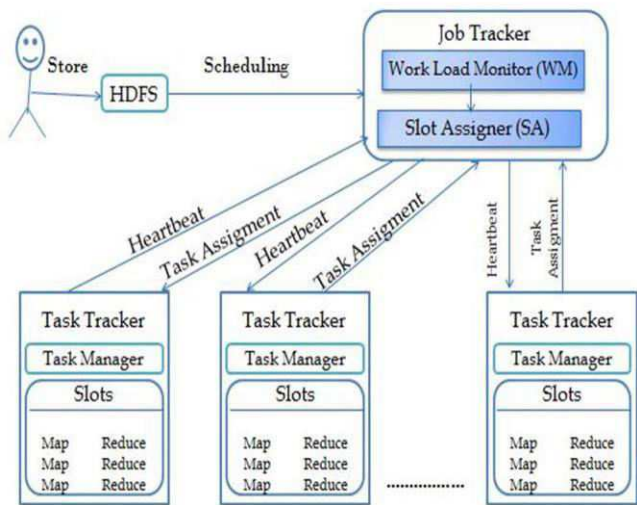 Job Tracker
Store
Scheduling
Work Load Monitor (WM)
HDFS
Slot Assigner (SA)
Heartbeat
Task Assigment
Heartbeat
Task Assigment
Heartbeat
Task
Assigment
Task Tracker
Task Manager
Slots
Map Reduce
Map Reduce
Map Reduce
Task Tracker
Task Manager
Slots
Map Reduce
Map Reduce
Map Reduce
................
Task Tracker
Task Manager
Slots
Map Reduce
Map Reduce
Map Reduce